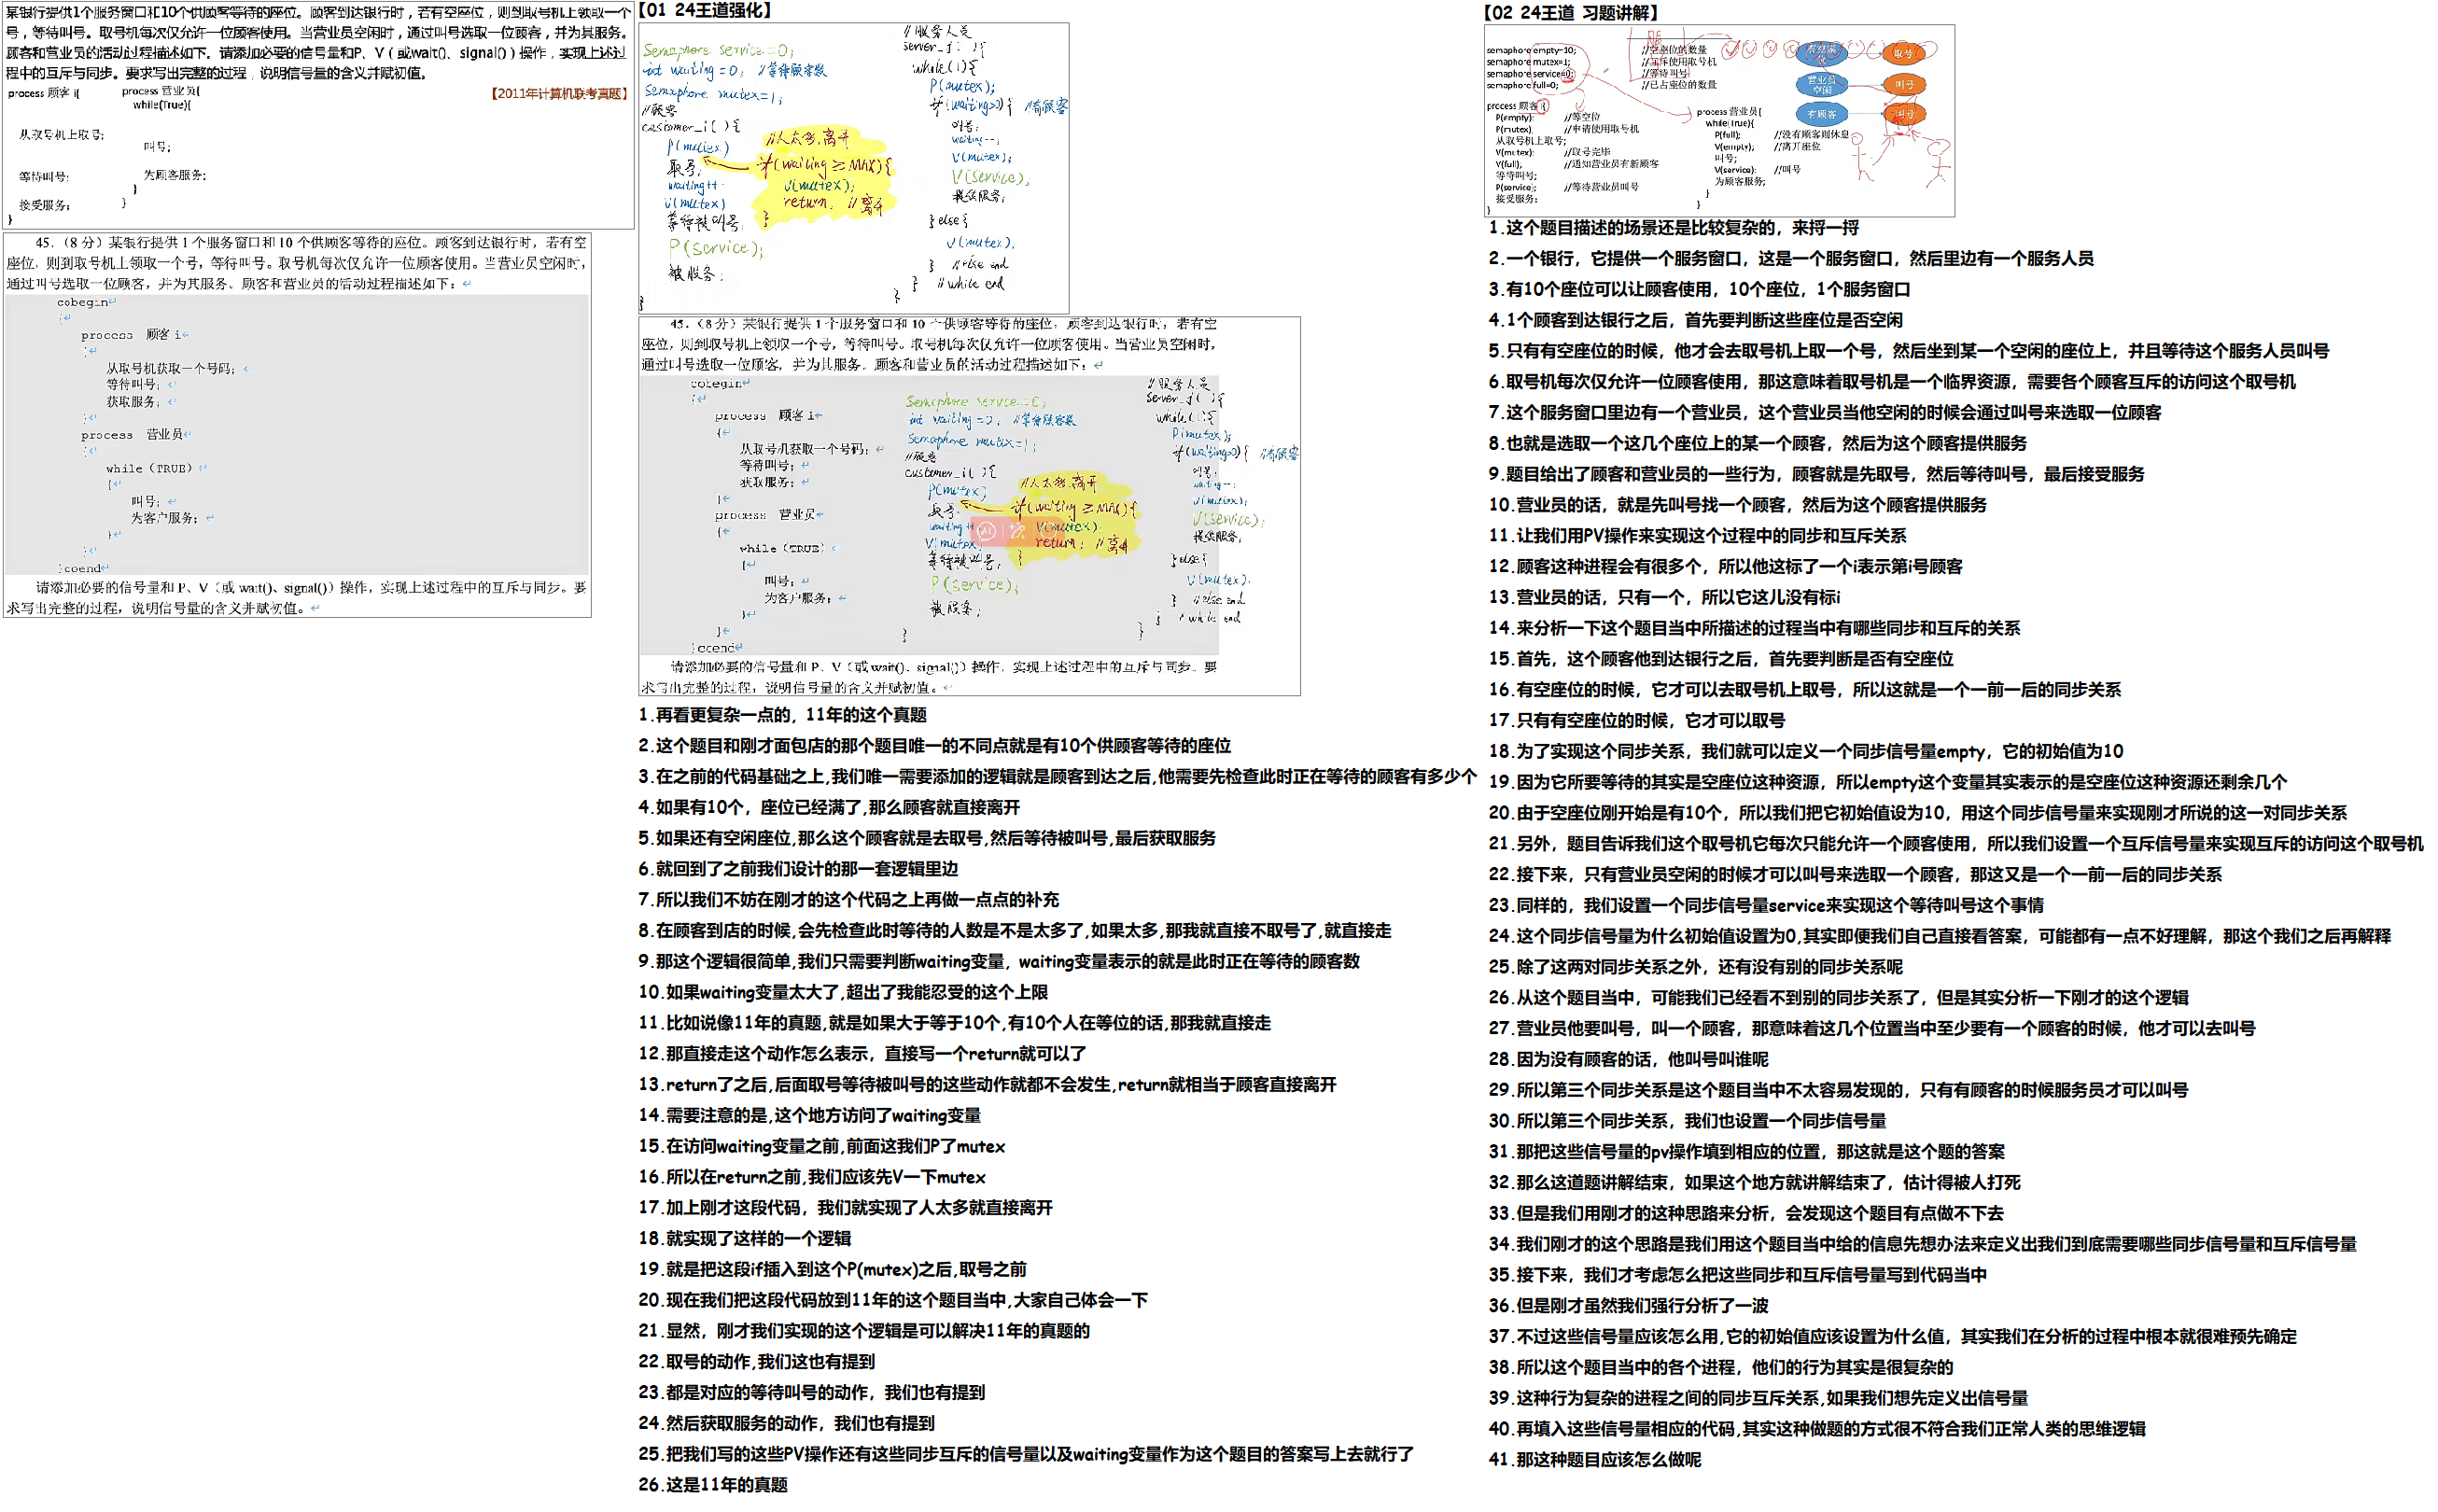 某银行提供1个服务窗口和10个供顾客等待的座位。顾客到达银行时，若有空座位，则到取号机上领取一个
号，等待叫号。取号机每次仅允许一位顾客使用。当营业员空闲时，通过叫号选取一位顾客，并为其服务。
顾客和营业员的活动过程描述如下。请添加必要的信号量和P、V（或wait()、signal()）操作，实现上述过
程中的互斥与同步。要求写出完整的过程，说明信号量的含义并赋初值。
【2011年计算机联考真题】
process 顾客 i{
从取号机上取号;
等待叫号;
接受服务;
}
process 营业员{
while(True){
叫号;
为顾客服务;
}
}
45.（8分）某银行提供 1 个服务窗口和 10 个供顾客等待的座位。顾客到达银行时，若有空
座位，则到取号机上领取一个号，等待叫号。取号机每次仅允许一位顾客使用。当营业员空闲时，
通过叫号选取一位顾客，并为其服务。顾客和营业员的活动过程描述如下：
cobegin
{
process 顾客 i
{
从取号机获取一个号码；
等待叫号；
获取服务；
}
process 营业员
{
while（TRUE）
{
叫号；
为客户服务；
}
}
}coend
请添加必要的信号量和 P、V（或 wait()、signal()）操作，实现上述过程中的互斥与同步。要
求写出完整的过程，说明信号量的含义并赋初值。
【01 24王道强化】
Semaphore service=0;
int waiting=0; //等待顾客数
Semaphore mutex=1;
//顾客
customer_i(){
P(mutex)
取号;
waiting++
V(mutex)
等待被叫号;
P(service);
被服务;
}
//人太多,离开
if(waiting≥MAX){
V(mutex);
return; //离开
}
//服务人员
server_j(){
while(1){
P(mutex);
if(waiting>0){ //有顾客
叫号;
waiting--;
V(mutex);
V(service);
提供服务;
}else{
V(mutex);
} //else end
} //while end
}
45.（8分）某银行提供 1 个服务窗口和 10 个供顾客等待的座位。顾客到达银行时，若有空
座位，则到取号机上领取一个号，等待叫号。取号机每次仅允许一位顾客使用。当营业员空闲时，
通过叫号选取一位顾客，并为其服务。顾客和营业员的活动过程描述如下：
cobegin
{
process 顾客 i
{
从取号机获取一个号码；
等待叫号；
获取服务；
}
process 营业员
{
while（TRUE）
{
叫号；
为客户服务；
}
}
}coend
Semaphore service=0;
int waiting=0; //等待顾客数
Semaphore mutex=1;
//顾客
customer_i(){
P(mutex)
取号;
waiting++
V(mutex)
等待被叫号;
P(service);
被服务;
}
//人太多,离开
if(waiting≥MAX){
V(mutex);
return; //离开
}
//服务人员
server_j(){
while(1){
P(mutex);
if(waiting>0){ //有顾客
叫号;
waiting--;
V(mutex);
V(service);
提供服务;
}else{
V(mutex);
} //else end
} //while end
}
请添加必要的信号量和 P、V（或 wait()、signal()）操作，实现上述过程中的互斥与同步。要
求写出完整的过程，说明信号量的含义并赋初值。
1.再看更复杂一点的，11年的这个真题
2.这个题目和刚才面包店的那个题目唯一的不同点就是有10个供顾客等待的座位
3.在之前的代码基础之上,我们唯一需要添加的逻辑就是顾客到达之后,他需要先检查此时正在等待的顾客有多少个
4.如果有10个，座位已经满了,那么顾客就直接离开
5.如果还有空闲座位,那么这个顾客就是去取号,然后等待被叫号,最后获取服务
6.就回到了之前我们设计的那一套逻辑里边
7.所以我们不妨在刚才的这个代码之上再做一点点的补充
8.在顾客到店的时候,会先检查此时等待的人数是不是太多了,如果太多,那我就直接不取号了,就直接走
9.那这个逻辑很简单,我们只需要判断waiting变量，waiting变量表示的就是此时正在等待的顾客数
10.如果waiting变量太大了,超出了我能忍受的这个上限
11.比如说像11年的真题,就是如果大于等于10个,有10个人在等位的话,那我就直接走
12.那直接走这个动作怎么表示，直接写一个return就可以了
13.return了之后,后面取号等待被叫号的这些动作就都不会发生,return就相当于顾客直接离开
14.需要注意的是,这个地方访问了waiting变量
15.在访问waiting变量之前,前面这我们P了mutex
16.所以在return之前,我们应该先V一下mutex
17.加上刚才这段代码，我们就实现了人太多就直接离开
18.就实现了这样的一个逻辑
19.就是把这段if插入到这个P(mutex)之后,取号之前
20.现在我们把这段代码放到11年的这个题目当中,大家自己体会一下
21.显然，刚才我们实现的这个逻辑是可以解决11年的真题的
22.取号的动作,我们这也有提到
23.都是对应的等待叫号的动作，我们也有提到
24.然后获取服务的动作，我们也有提到
25.把我们写的这些PV操作还有这些同步互斥的信号量以及waiting变量作为这个题目的答案写上去就行了
26.这是11年的真题
【02 24王道 习题讲解】
semaphore empty=10; //空座位的数量
semaphore mutex=1; //互斥使用取号机
semaphore service=0; //等待叫号
semaphore full=0; //已占座位的数量
process 顾客 i{
P(empty); //等空位
P(mutex); //申请使用取号机
从取号机上取号;
V(mutex); //取号完毕
V(full); //通知营业员有新顾客
等待叫号;
P(service); //等待营业员叫号
接受服务;
}
process 营业员{
while(True){
P(full); //没有顾客则休息
V(empty); //离开座位
叫号;
V(service); //叫号
为顾客服务;
}
}
取号
营业员
空闲
叫号
有顾客
叫号
1.这个题目描述的场景还是比较复杂的，来捋一捋
2.一个银行，它提供一个服务窗口，这是一个服务窗口，然后里边有一个服务人员
3.有10个座位可以让顾客使用，10个座位，1个服务窗口
4.1个顾客到达银行之后，首先要判断这些座位是否空闲
5.只有有空座位的时候，他才会去取号机上取一个号，然后坐到某一个空闲的座位上，并且等待这个服务人员叫号
6.取号机每次仅允许一位顾客使用，那这意味着取号机是一个临界资源，需要各个顾客互斥的访问这个取号机
7.这个服务窗口里边有一个营业员，这个营业员当他空闲的时候会通过叫号来选取一位顾客
8.也就是选取一个这几个座位上的某一个顾客，然后为这个顾客提供服务
9.题目给出了顾客和营业员的一些行为，顾客就是先取号，然后等待叫号，最后接受服务
10.营业员的话，就是先叫号找一个顾客，然后为这个顾客提供服务
11.让我们用PV操作来实现这个过程中的同步和互斥关系
12.顾客这种进程会有很多个，所以他这标了一个i表示第i号顾客
13.营业员的话，只有一个，所以它这儿没有标i
14.来分析一下这个题目当中所描述的过程当中有哪些同步和互斥的关系
15.首先，这个顾客他到达银行之后，首先要判断是否有空座位
16.有空座位的时候，它才可以去取号机上取号，所以这就是一个一前一后的同步关系
17.只有有空座位的时候，它才可以取号
18.为了实现这个同步关系，我们就可以定义一个同步信号量empty，它的初始值为10
19.因为它所要等待的其实是空座位这种资源，所以empty这个变量其实表示的是空座位这种资源还剩余几个
20.由于空座位刚开始是有10个，所以我们把它初始值设为10，用这个同步信号量来实现刚才所说的这一对同步关系
21.另外，题目告诉我们这个取号机它每次只能允许一个顾客使用，所以我们设置一个互斥信号量来实现互斥的访问这个取号机
22.接下来，只有营业员空闲的时候才可以叫号来选取一个顾客，那这又是一个一前一后的同步关系
23.同样的，我们设置一个同步信号量service来实现这个等待叫号这个事情
24.这个同步信号量为什么初始值设置为0,其实即便我们自己直接看答案，可能都有一点不好理解，那这个我们之后再解释
25.除了这两对同步关系之外，还有没有别的同步关系呢
26.从这个题目当中，可能我们已经看不到别的同步关系了，但是其实分析一下刚才的这个逻辑
27.营业员他要叫号，叫一个顾客，那意味着这几个位置当中至少要有一个顾客的时候，他才可以去叫号
28.因为没有顾客的话，他叫号叫谁呢
29.所以第三个同步关系是这个题目当中不太容易发现的，只有有顾客的时候服务员才可以叫号
30.所以第三个同步关系，我们也设置一个同步信号量
31.那把这些信号量的pv操作填到相应的位置，那这就是这个题的答案
32.那么这道题讲解结束，如果这个地方就讲解结束了，估计得被人打死
33.但是我们用刚才的这种思路来分析，会发现这个题目有点做不下去
34.我们刚才的这个思路是我们用这个题目当中给的信息先想办法来定义出我们到底需要哪些同步信号量和互斥信号量
35.接下来，我们才考虑怎么把这些同步和互斥信号量写到代码当中
36.但是刚才虽然我们强行分析了一波
37.不过这些信号量应该怎么用,它的初始值应该设置为什么值，其实我们在分析的过程中根本就很难预先确定
38.所以这个题目当中的各个进程，他们的行为其实是很复杂的
39.这种行为复杂的进程之间的同步互斥关系,如果我们想先定义出信号量
40.再填入这些信号量相应的代码,其实这种做题的方式很不符合我们正常人类的思维逻辑
41.那这种题目应该怎么做呢